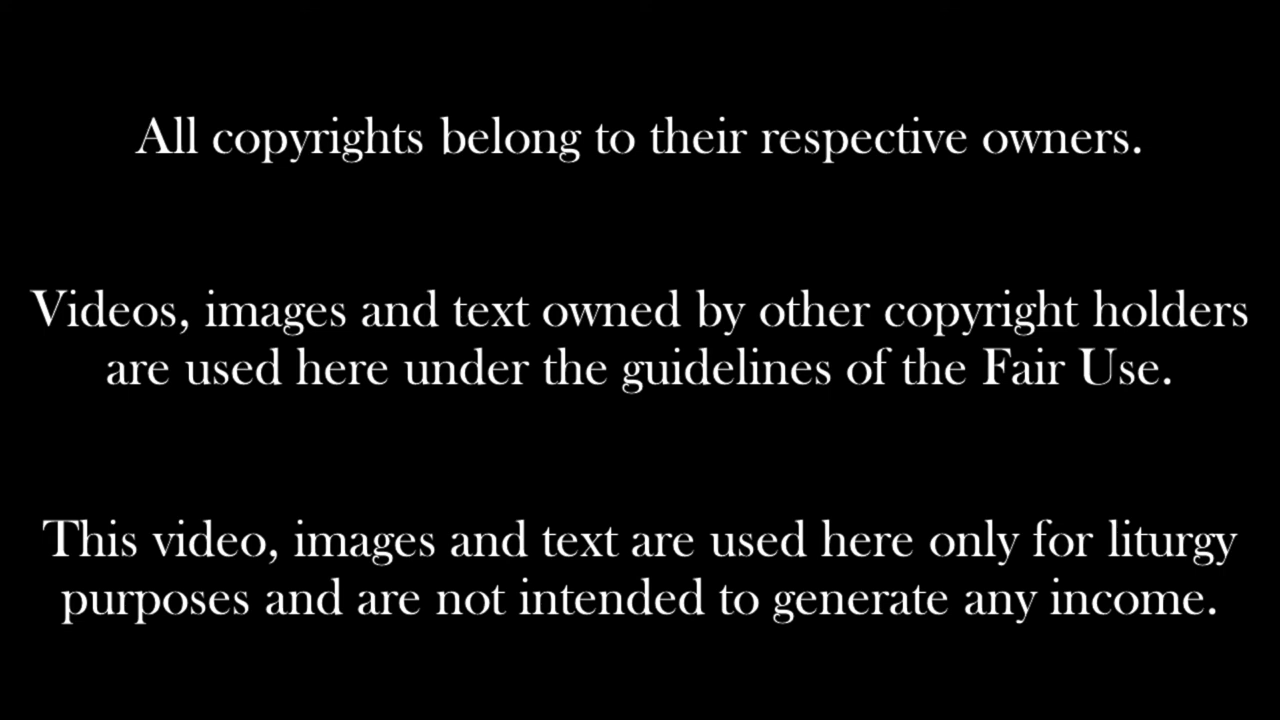 All copyrights belong to their respective owners.
Videos, images and text owned by other copyright holders
are used here under the guidelines of the Fair Use.
This video, images and text are used here only for liturgy
purposes and are not intended to generate any income.